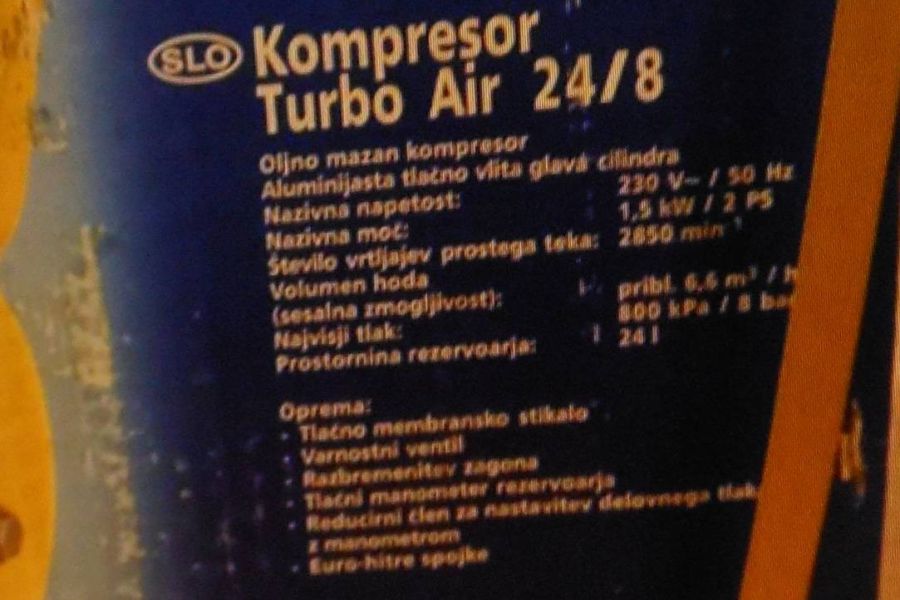 SLO Kompresor
Turbo Air 24/8
Oljno mazan kompresor
Aluminijasta tlačno vlita glava cilindra
Nazivna napetost: 230 V~ / 50 Hz
Nazivna moč: 1,5 kW / 2 PS
Število vrtljajev prostega teka: 2850 min⁻¹
Volumen hoda
(sesalna zmogljivost): pribl. 6,6 m³ / h
Najvišji tlak: 800 kPa / 8 bar
Prostornina rezervoarja: 24 l
Oprema:
· Tlačno membransko stikalo
· Varnostni ventil
· Razbremenitev zagona
· Tlačni manometer rezervoarja
· Reducirni člen za nastavitev delovnega tlak
z manometrom
· Euro-hitre spojke